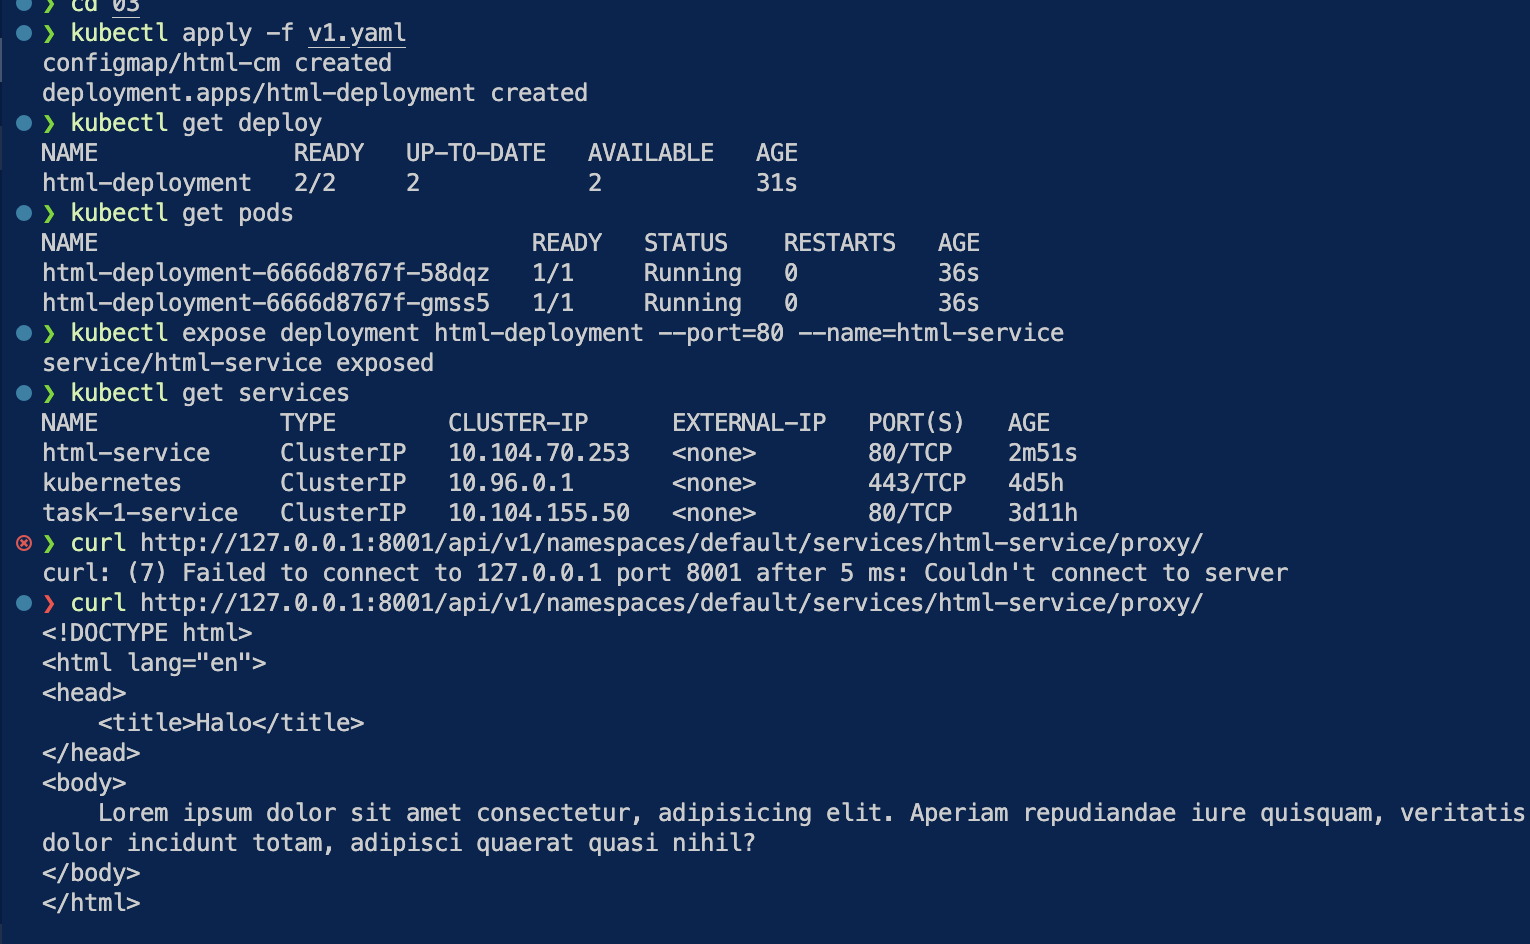 ❯ cd 03
❯ kubectl apply -f v1.yaml
configmap/html-cm created
deployment.apps/html-deployment created
❯ kubectl get deploy
NAME              READY   UP-TO-DATE   AVAILABLE   AGE
html-deployment   2/2     2            2           31s
❯ kubectl get pods
NAME                               READY   STATUS    RESTARTS   AGE
html-deployment-6666d8767f-58dqz   1/1     Running   0          36s
html-deployment-6666d8767f-gmss5   1/1     Running   0          36s
❯ kubectl expose deployment html-deployment --port=80 --name=html-service
service/html-service exposed
❯ kubectl get services
NAME             TYPE        CLUSTER-IP      EXTERNAL-IP   PORT(S)   AGE
html-service     ClusterIP   10.104.70.253   <none>        80/TCP    2m51s
kubernetes       ClusterIP   10.96.0.1       <none>        443/TCP   4d5h
task-1-service   ClusterIP   10.104.155.50   <none>        80/TCP    3d11h
❯ curl http://127.0.0.1:8001/api/v1/namespaces/default/services/html-service/proxy/
curl: (7) Failed to connect to 127.0.0.1 port 8001 after 5 ms: Couldn't connect to server
❯ curl http://127.0.0.1:8001/api/v1/namespaces/default/services/html-service/proxy/
<!DOCTYPE html>
<html lang="en">
<head>
    <title>Halo</title>
</head>
<body>
    Lorem ipsum dolor sit amet consectetur, adipisicing elit. Aperiam repudiandae iure quisquam, veritatis
dolor incidunt totam, adipisci quaerat quasi nihil?
</body>
</html>